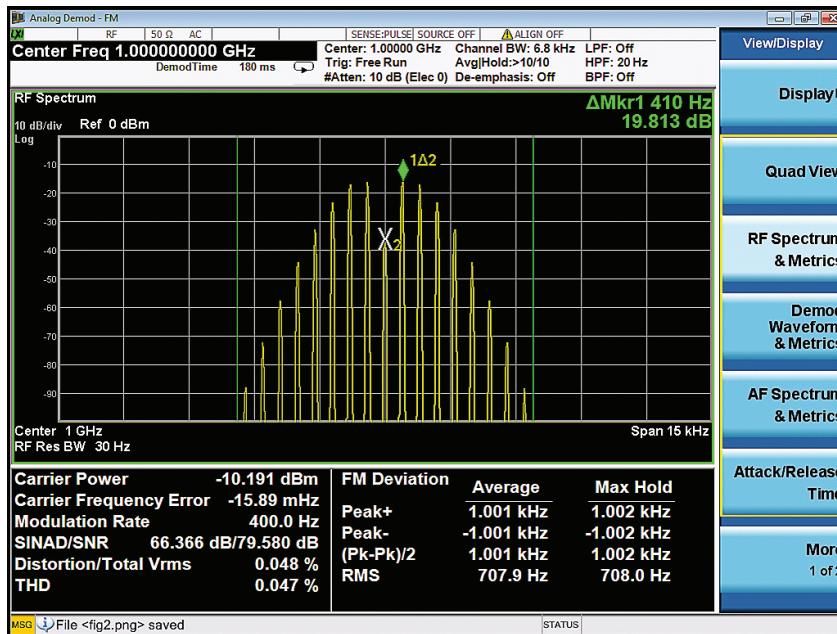 Analog Demod - FM
LXI RF 50 Ω AC SENSE:PULSE SOURCE OFF ALIGN OFF
Center Freq 1.000000000 GHz
DemodTime 180 ms
Center: 1.00000 GHz Channel BW: 6.8 kHz LPF: Off
Trig: Free Run Avg|Hold:>10/10 HPF: 20 Hz
#Atten: 10 dB (Elec 0) De-emphasis: Off BPF: Off
RF Spectrum
ΔMkr1 410 Hz
19.813 dB
10 dB/div Ref 0 dBm
Log
1Δ2
2
-10
-20
-30
-40
-50
-60
-70
-80
-90
Center 1 GHz Span 15 kHz
RF Res BW 30 Hz
Carrier Power -10.191 dBm
Carrier Frequency Error -15.89 mHz
Modulation Rate 400.0 Hz
SINAD/SNR 66.366 dB/79.580 dB
Distortion/Total Vrms 0.048 %
THD 0.047 %
FM Deviation Average Max Hold
Peak+ 1.001 kHz 1.002 kHz
Peak- -1.001 kHz -1.002 kHz
(Pk-Pk)/2 1.001 kHz 1.002 kHz
RMS 707.9 Hz 708.0 Hz
View/Display
Display
Quad View
RF Spectrum
& Metrics
Demod
Waveform
& Metrics
AF Spectrum
& Metrics
Attack/Release
Time
More
1 of
MSG File <fig2.png> saved STATUS